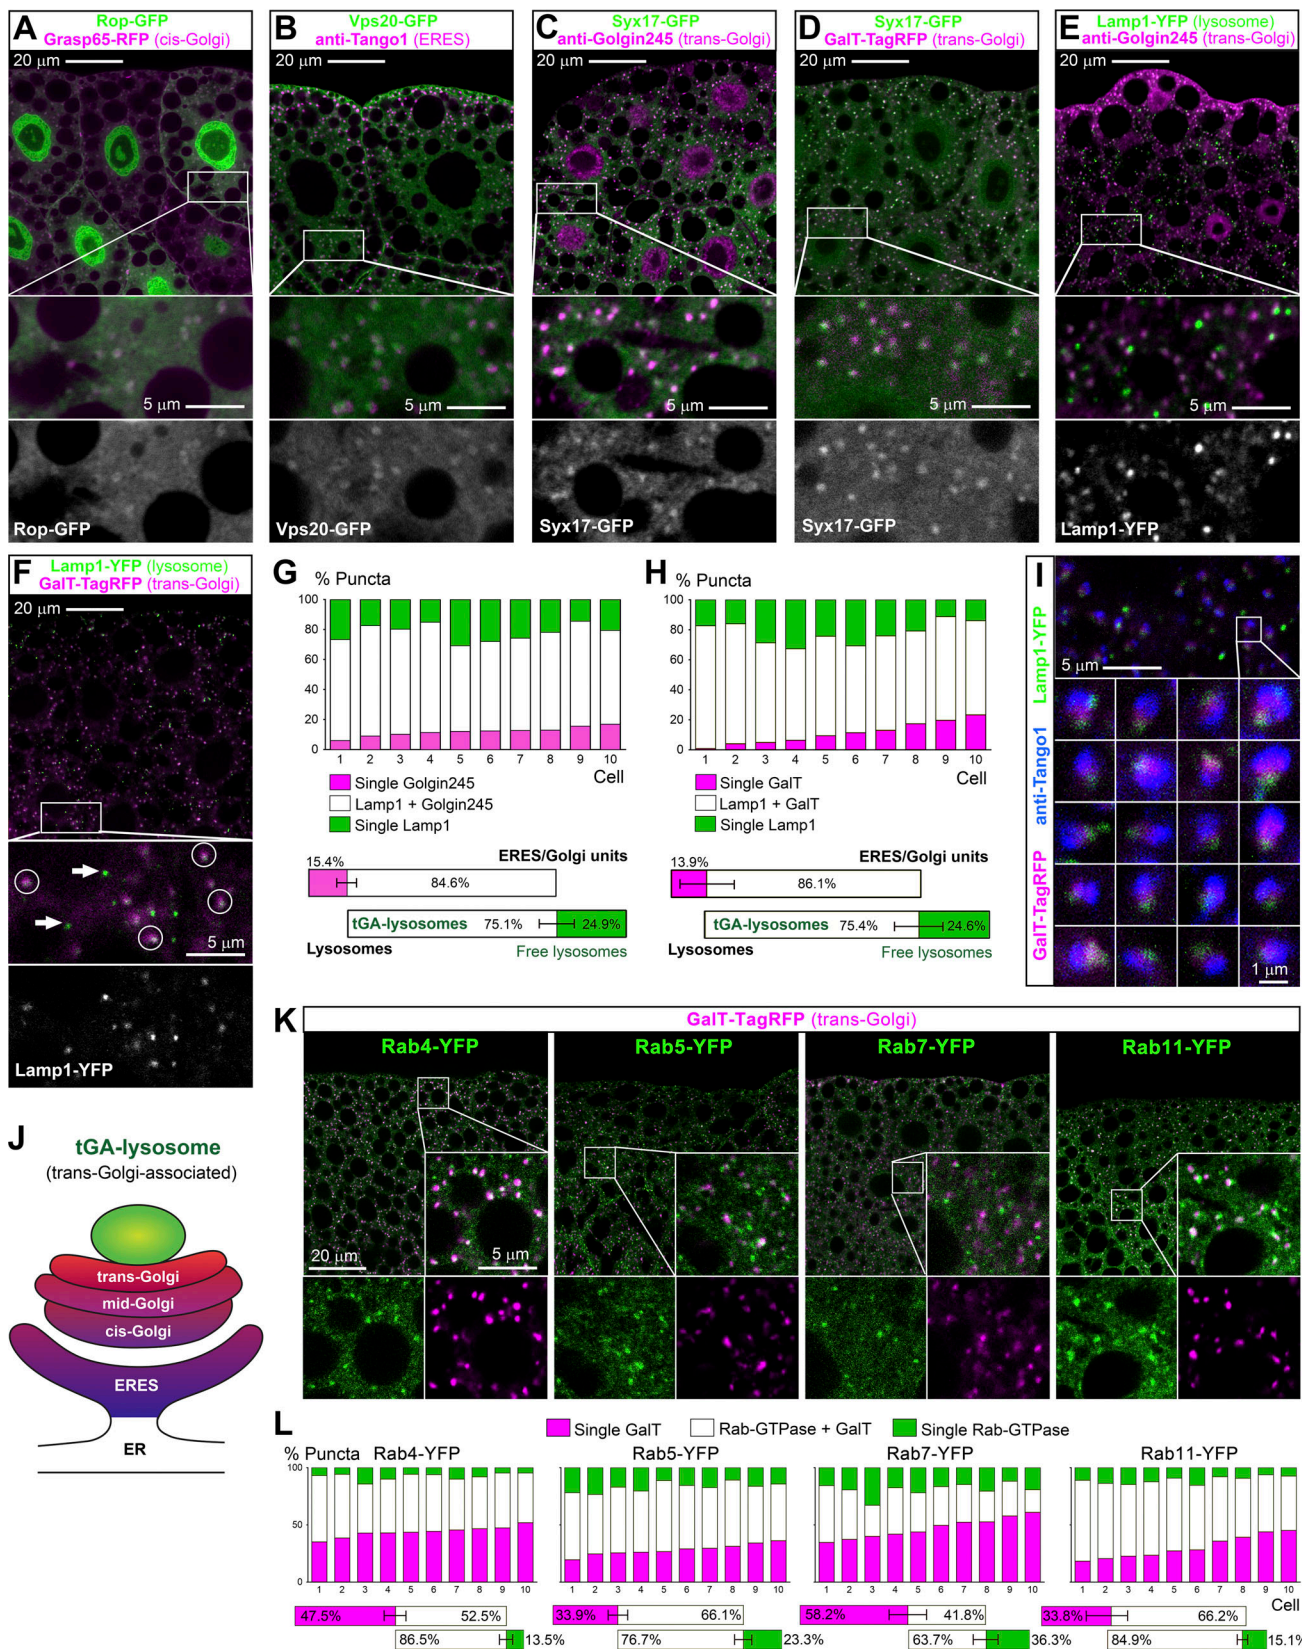 A
Rop-GFP
Grasp65-RFP (cis-Golgi)
20 μm
5 μm
Rop-GFP
B
Vps20-GFP
anti-Tango1 (ERES)
20 μm
5 μm
Vps20-GFP
C
Syx17-GFP
anti-Golgin245 (trans-Golgi)
20 μm
5 μm
Syx17-GFP
D
Syx17-GFP
GalT-TagRFP (trans-Golgi)
20 μm
5 μm
Syx17-GFP
E
Lamp1-YFP (lysosome)
anti-Golgin245 (trans-Golgi)
20 μm
5 μm
Lamp1-YFP
F
Lamp1-YFP (lysosome)
GalT-TagRFP (trans-Golgi)
20 μm
5 μm
Lamp1-YFP
G
% Puncta
100
80
60
40
20
0
1 2 3 4 5 6 7 8 9 10
Cell
Single Golgin245
Lamp1 + Golgin245
Single Lamp1
15.4%
ERES/Golgi units
84.6%
tGA-lysosomes 75.1% 24.9%
Lysosomes
Free lysosomes
H
% Puncta
100
80
60
40
20
0
1 2 3 4 5 6 7 8 9 10
Cell
Single GalT
Lamp1 + GalT
Single Lamp1
13.9%
ERES/Golgi units
86.1%
tGA-lysosomes 75.4% 24.6%
Lysosomes
Free lysosomes
I
Lamp1-YFP
anti-Tango1
GalT-TagRFP
5 μm
1 μm
J
tGA-lysosome
(trans-Golgi-associated)
trans-Golgi
mid-Golgi
cis-Golgi
ERES
ER
K
GalT-TagRFP (trans-Golgi)
Rab4-YFP
Rab5-YFP
Rab7-YFP
Rab11-YFP
20 μm
5 μm
L
Single GalT
Rab-GTPase + GalT
Single Rab-GTPase
% Puncta
Rab4-YFP
Rab5-YFP
Rab7-YFP
Rab11-YFP
100
50
0
1 2 3 4 5 6 7 8 9 10
1 2 3 4 5 6 7 8 9 10
1 2 3 4 5 6 7 8 9 10
1 2 3 4 5 6 7 8 9 10
Cell
47.5% 52.5%
86.5% 13.5%
33.9% 66.1%
76.7% 23.3%
58.2% 41.8%
63.7% 36.3%
33.8% 66.2%
84.9% 15.1%